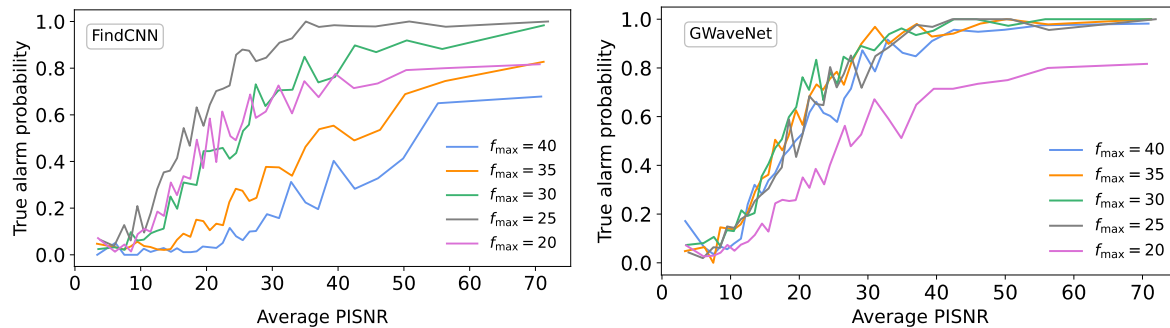 FindCNN
True alarm probability
1.0
0.8
0.6
0.4
0.2
0.0
f_max = 40
f_max = 35
f_max = 30
f_max = 25
f_max = 20
0 10 20 30 40 50 60 70
Average PISNR
GWaveNet
True alarm probability
1.0
0.8
0.6
0.4
0.2
0.0
f_max = 40
f_max = 35
f_max = 30
f_max = 25
f_max = 20
0 10 20 30 40 50 60 70
Average PISNR